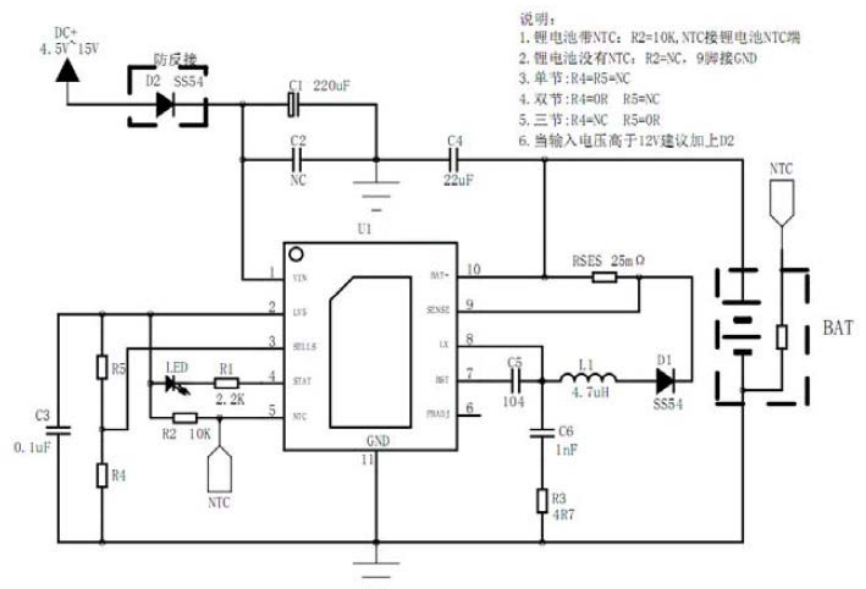 DC+
4.5V~15V
防反接
D2 SS54
C1 220uF
C2
NC
C4
22uF
说明:
1.锂电池带NTC: R2=10K,NTC接锂电池NTC端
2.锂电池没有NTC: R2=NC, 9脚接GND
3.单节:R4=R5=NC
4.双节:R4=0R R5=NC
5.三节:R4=NC R5=0R
6.当输入电压高于12V建议加上D2
NTC
U1
1 VIN
2
3
4 STAT
5 NTC
BAT+ 10
SENSE 9
LX 8
BST 7
6
GND
11
RSES 25mΩ
BAT
R5
LED
R1
2.2K
R2 10K
C3
0.1uF
R4
NTC
C5
104
L1
4.7uH
D1
SS54
C6
1nF
R3
4R7